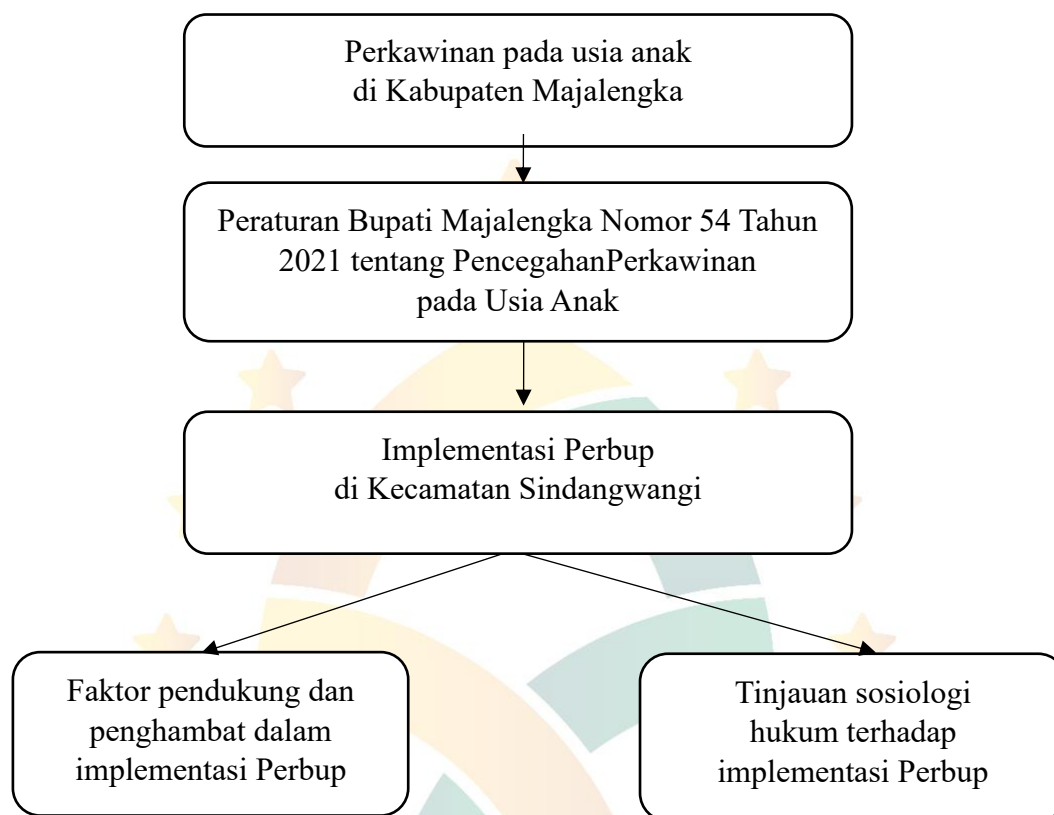 Perkawinan pada usia anak
di Kabupaten Majalengka
Peraturan Bupati Majalengka Nomor 54 Tahun
2021 tentang PencegahanPerkawinan
pada Usia Anak
Implementasi Perbup
di Kecamatan Sindangwangi
Faktor pendukung dan
penghambat dalam
implementasi Perbup
Tinjauan sosiologi
hukum terhadap
implementasi Perbup